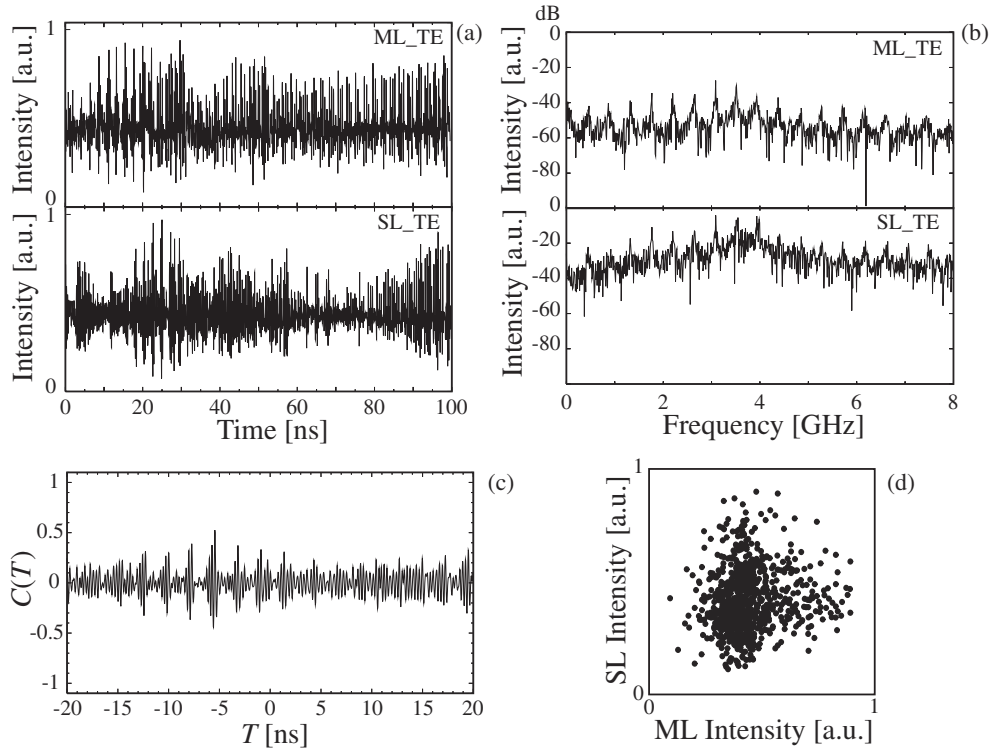 (a)
ML_TE
Intensity [a.u.]
1
0
SL_TE
Intensity [a.u.]
1
0
0 20 40 60 80 100
Time [ns]
(b)
dB
ML_TE
Intensity [a.u.]
0
-20
-40
-60
-80
0
SL_TE
Intensity [a.u.]
-20
-40
-60
-80
0 2 4 6 8
Frequency [GHz]
(c)
C(T)
1
0.5
0
-0.5
-1
-20 -15 -10 -5 0 5 10 15 20
T [ns]
(d)
SL Intensity [a.u.]
1
0
0 1
ML Intensity [a.u.]